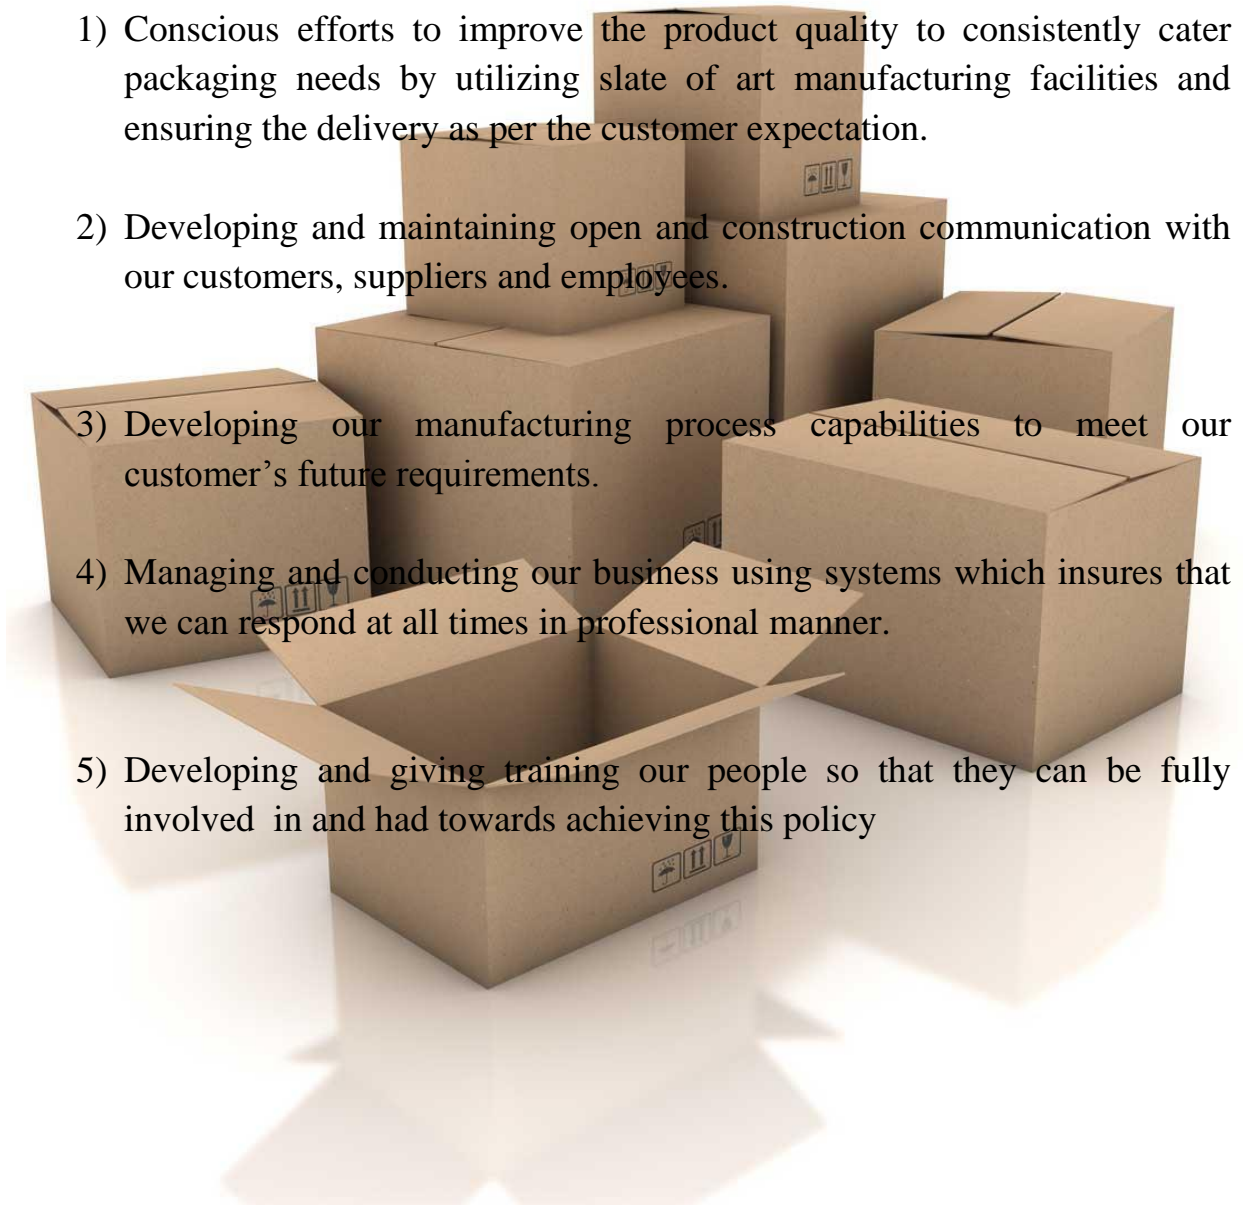 1) Conscious efforts to improve the product quality to consistently cater
packaging needs by utilizing slate of art manufacturing facilities and
ensuring the delivery as per the customer expectation.
2) Developing and maintaining open and construction communication with
our customers, suppliers and employees.
3) Developing our manufacturing process capabilities to meet our
customer’s future requirements.
4) Managing and conducting our business using systems which insures that
we can respond at all times in professional manner.
5) Developing and giving training our people so that they can be fully
involved  in and had towards achieving this policy